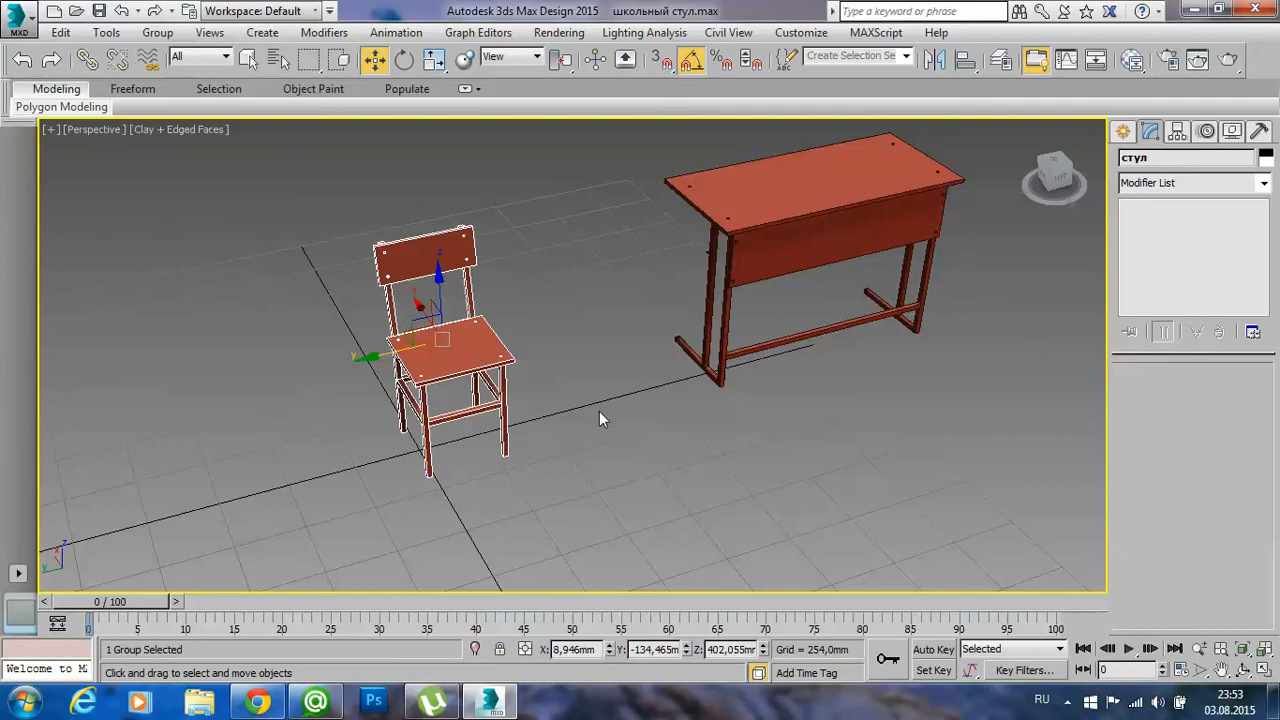 MXD
Workspace: Default
Autodesk 3ds Max Design 2015 школьный стул.max
Type a keyword or phrase
Edit Tools Group Views Create Modifiers Animation Graph Editors Rendering Lighting Analysis Civil View Customize MAXScript Help
All View 3 Create Selection Se
Modeling Freeform Selection Object Paint Populate
Polygon Modeling
[+] [Perspective] [Clay + Edged Faces]
стул
Modifier List
z
y
z
y
0 / 100
0 5 10 15 20 25 30 35 40 45 50 55 60 65 70 75 80 85 90 95 100
1 Group Selected X: 8,946mm Y: -134,465m Z: 402,055mm Grid = 254,0mm Auto Key Selected
Welcome to M Click and drag to select and move objects Add Time Tag Set Key Key Filters... 0
Ps MXD RU 23:53
03.08.2015